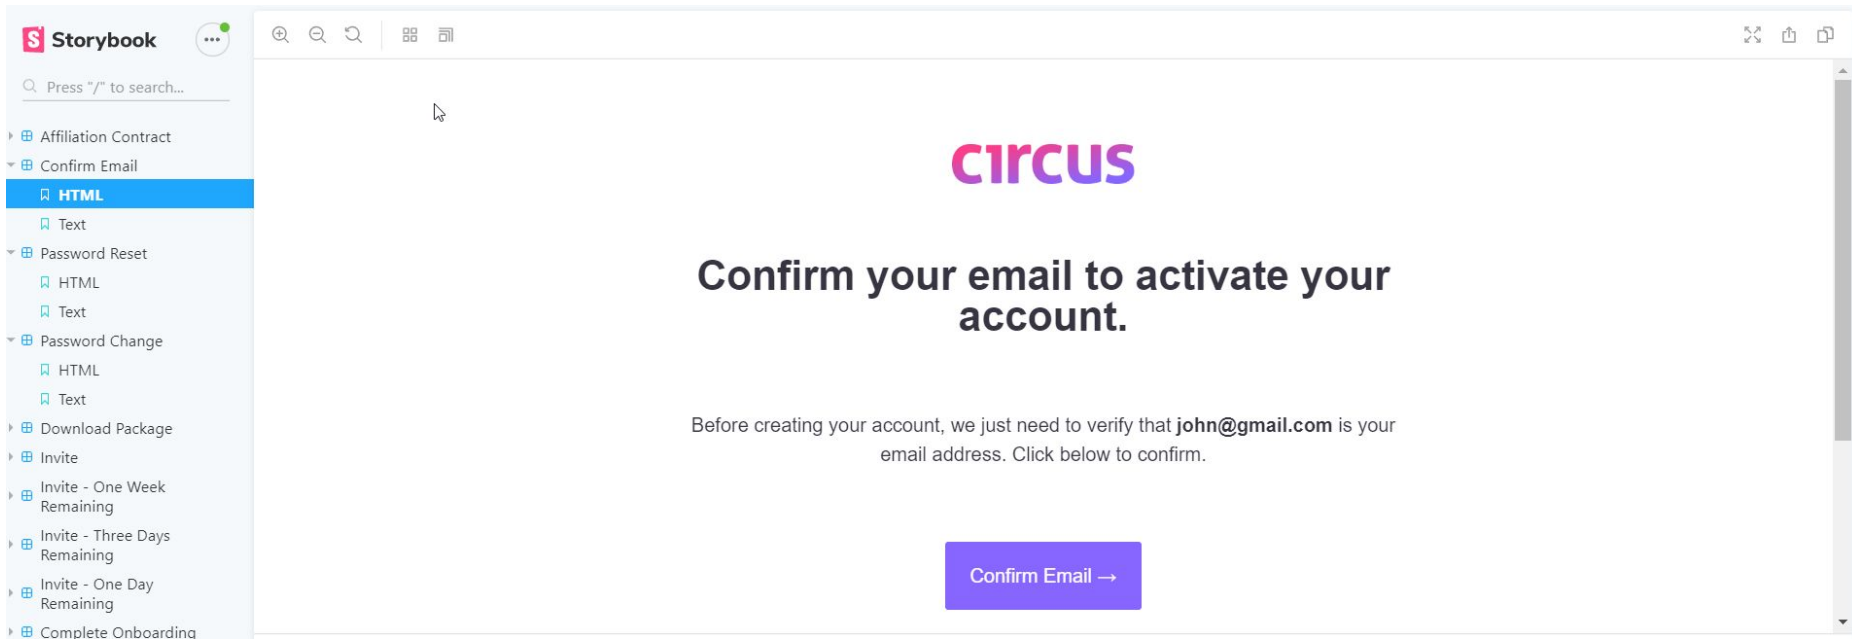 Storybook
Press "/" to search...
Affiliation Contract
Confirm Email
HTML
Text
Password Reset
HTML
Text
Password Change
HTML
Text
Download Package
Invite
Invite - One Week
Remaining
Invite - Three Days
Remaining
Invite - One Day
Remaining
Complete Onboarding
circus
Confirm your email to activate your
account.
Before creating your account, we just need to verify that john@gmail.com is your
email address. Click below to confirm.
Confirm Email →